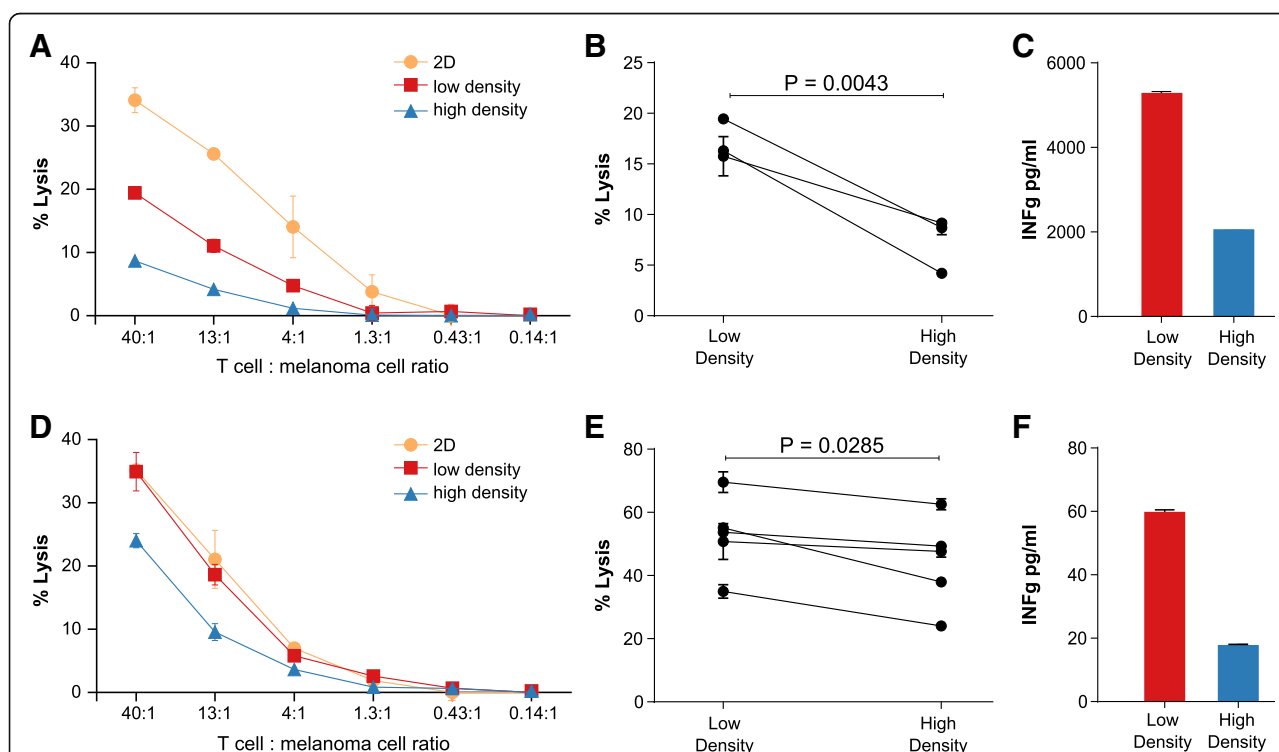 A
40
30
20
10
0
% Lysis
2D
low density
high density
40:1
13:1
4:1
1.3:1
0.43:1
0.14:1
T cell : melanoma cell ratio
B
25
20
15
10
5
0
% Lysis
P = 0.0043
Low
Density
High
Density
C
6000
4000
2000
0
INFg pg/ml
Low
Density
High
Density
D
40
30
20
10
0
% Lysis
2D
low density
high density
40:1
13:1
4:1
1.3:1
0.43:1
0.14:1
T cell : melanoma cell ratio
E
80
60
40
20
0
% Lysis
P = 0.0285
Low
Density
High
Density
F
80
60
40
20
0
INFg pg/ml
Low
Density
High
Density